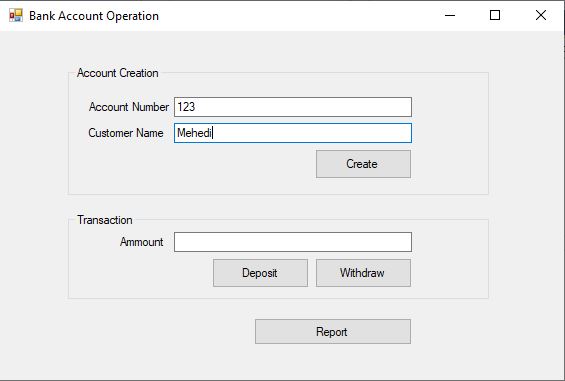 Bank Account Operation
Account Creation
Account Number 123
Customer Name Mehedi
Create
Transaction
Ammount
Deposit Withdraw
Report